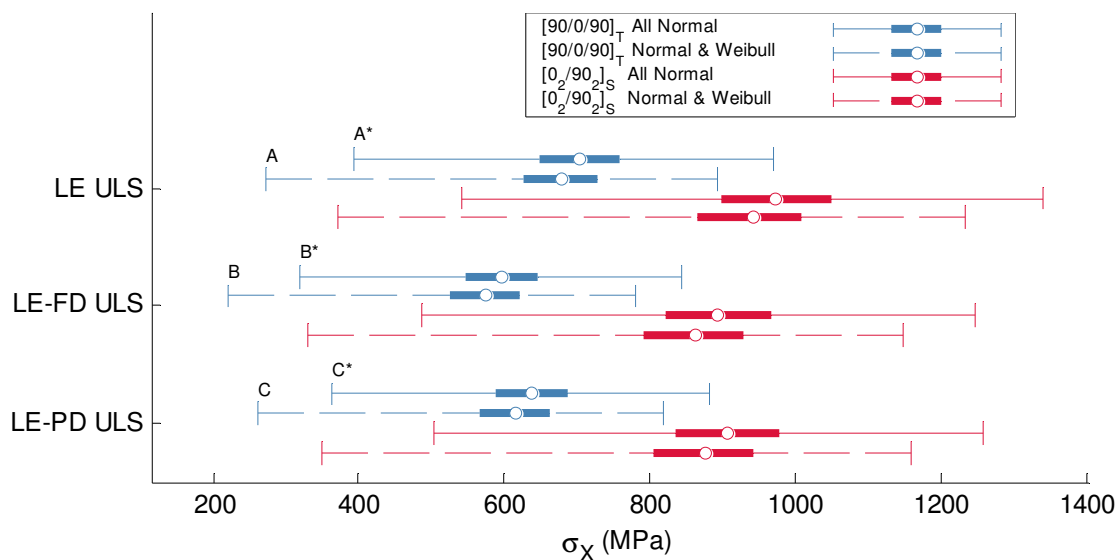 [90/0/90]T All Normal
[90/0/90]T Normal & Weibull
[02/902]S All Normal
[02/902]S Normal & Weibull
A*
A
LE ULS
B*
B
LE-FD ULS
C*
C
LE-PD ULS
200 400 600 800 1000 1200 1400
σX (MPa)